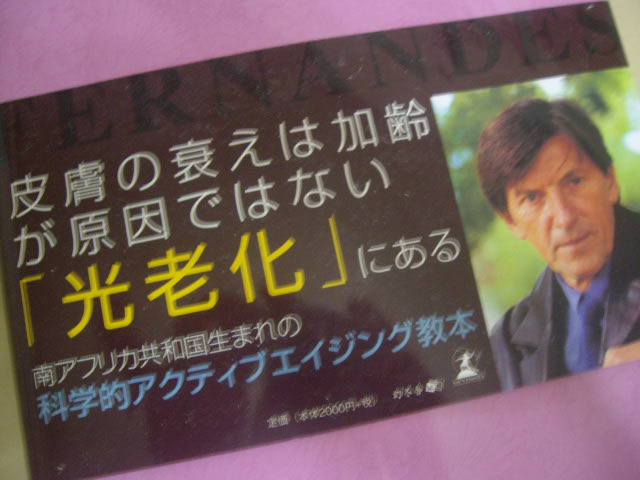 FERNANDES
皮膚の衰えは加齢
が原因ではない
「光老化」にある
南アフリカ共和国生まれの
科学的アクティブエイジング教本
定価（本体2000円+税）